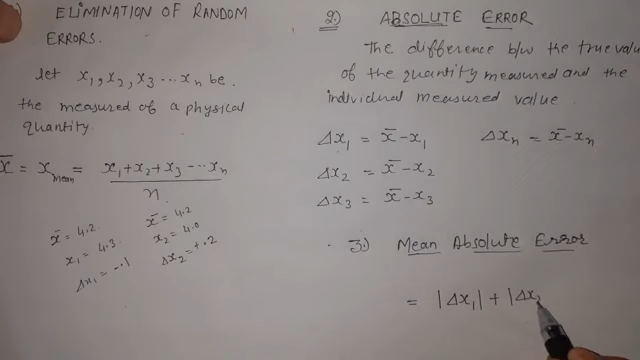 ELIMINATION OF RANDOM
ERRORS.
let x₁, x₂, x₃ ... xₙ be
the measured of a physical
quantity.
x̄ = x_mean = (x₁+x₂+x₃ ... xₙ)/n
x̄ = 4.2
x₁ = 4.3
Δx₁ = -.1
x̄ = 4.2
x₂ = 4.0
Δx₂ = +.2
2.) ABSOLUTE ERROR
The difference b/w the true value
of the quantity measured and the
individual measured value.
Δx₁ = x̄-x₁ Δxₙ = x̄-xₙ
Δx₂ = x̄-x₂
Δx₃ = x̄-x₃
3.) Mean Absolute Error
= |Δx₁| + |Δx₂